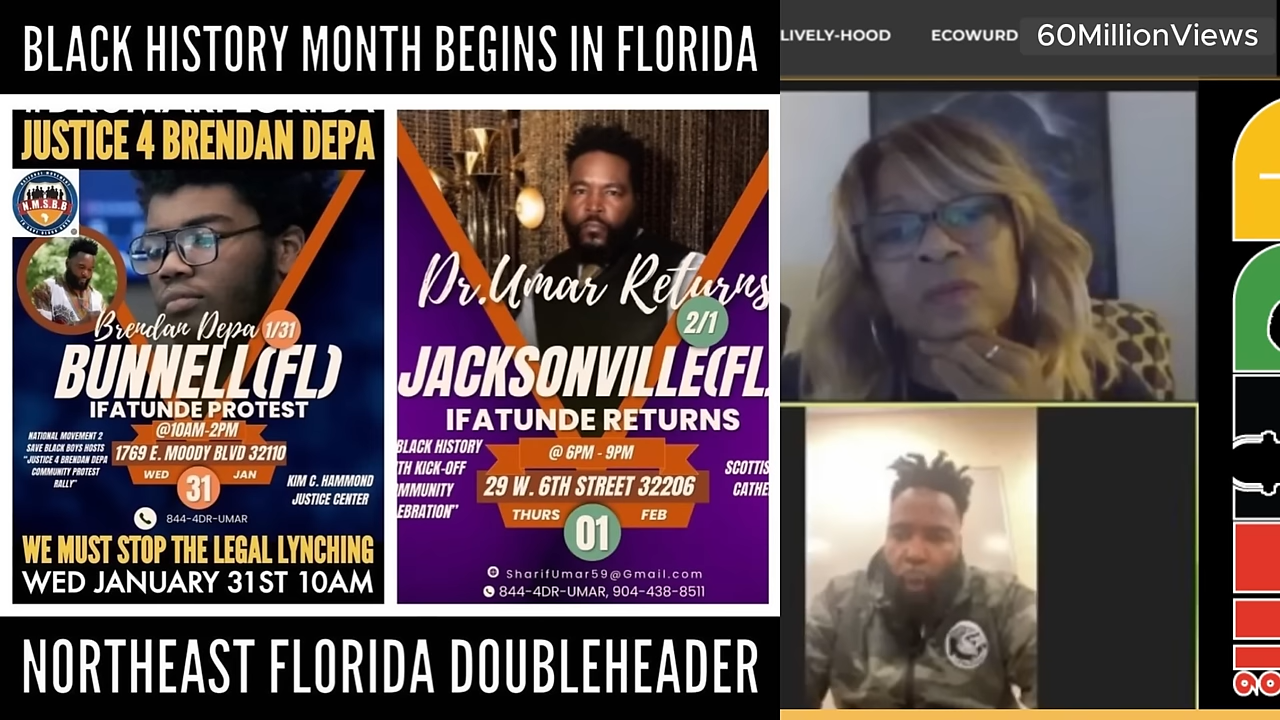 BLACK HISTORY MONTH BEGINS IN FLORIDA
JUSTICE 4 BRENDAN DEPA
N.M.S.B.B
Brendan Depa 1/31
BUNNELL(FL)
IFATUNDE PROTEST
@10AM-2PM
1769 E. MOODY BLVD 32110
WED JAN
31
NATIONAL MOVEMENT 2
SAVE BLACK BOYS HOSTS
"JUSTICE 4 BRENDAN DEPA
COMMUNITY PROTEST
RALLY"
KIM C. HAMMOND
JUSTICE CENTER
844-4DR-UMAR
WE MUST STOP THE LEGAL LYNCHING
WED JANUARY 31ST 10AM
Dr.Umar Returns
2/1
JACKSONVILLE(FL)
IFATUNDE RETURNS
@ 6PM - 9PM
29 W. 6TH STREET 32206
THURS FEB
01
BLACK HISTORY
TH KICK-OFF
MMUNITY
EBRATION"
SCOTTIS
CATHE
SharifUmar59@Gmail.com
844-4DR-UMAR, 904-438-8511
NORTHEAST FLORIDA DOUBLEHEADER
LIVELY-HOOD ECOWURD
60MillionViews